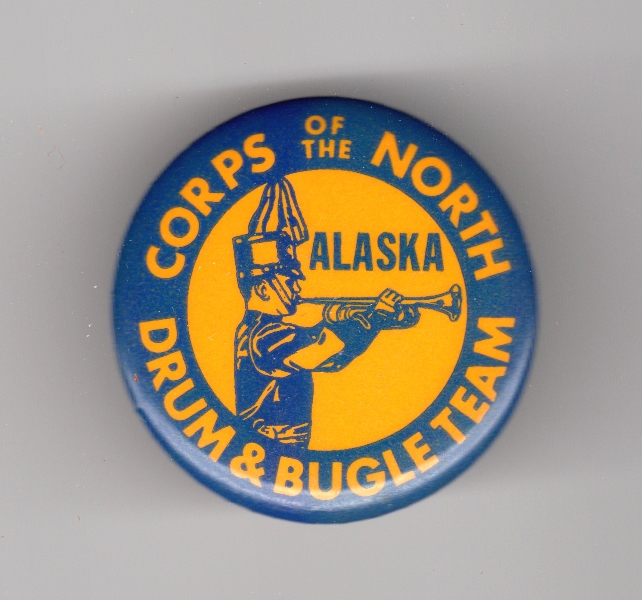 CORPS OF THE NORTH
ALASKA
DRUM & BUGLE TEAM